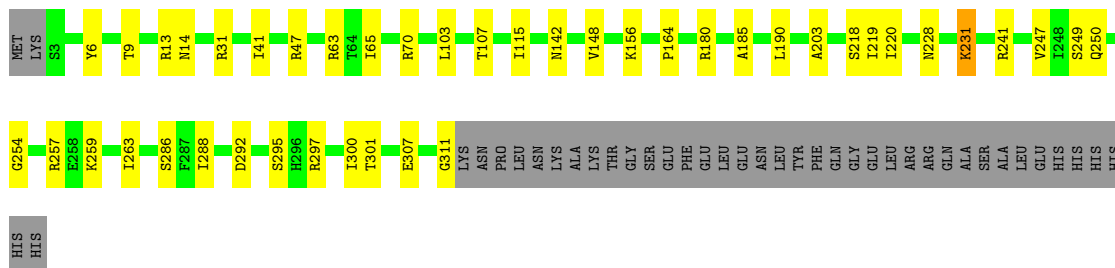 MET LYS S3 Y6 T9 R13 N14 R31 I41 R47 R63 T64 I65 R70 L103 T107 I115 N142 V148 K156 P164 R180 A185 L190 A203 S218 I219 I220 N228 K231 R241 V247 I248 S249 Q250
G254 R257 E258 K259 I263 S286 F287 I288 D292 S295 H296 R297 I300 T301 E307 G311 LYS ASN PRO LEU ASN LYS ALA LYS THR GLY SER GLU PHE GLU LEU GLU ASN LEU TYR PHE GLN GLY GLU LEU ARG ARG GLN ALA SER ALA LEU GLU HIS HIS HIS HIS
HIS HIS